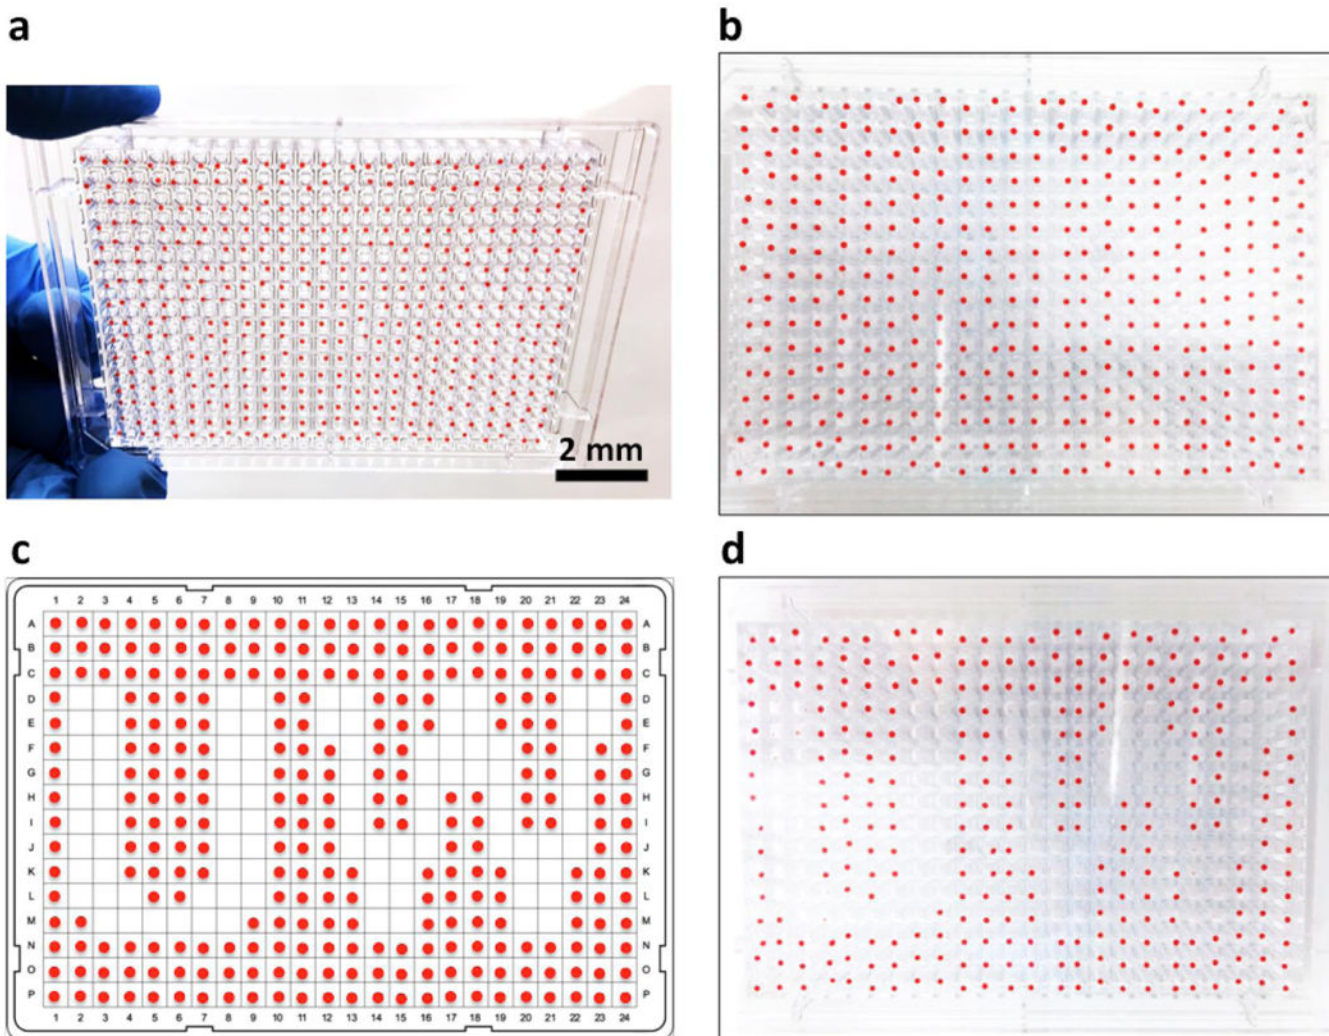 a
b
2 mm
c
d
1 2 3 4 5 6 7 8 9 10 11 12 13 14 15 16 17 18 19 20 21 22 23 24
A A
B B
C C
D D
E E
F F
G G
H H
I I
J J
K K
L L
M M
N N
O O
P P
1 2 3 4 5 6 7 8 9 10 11 12 13 14 15 16 17 18 19 20 21 22 23 24